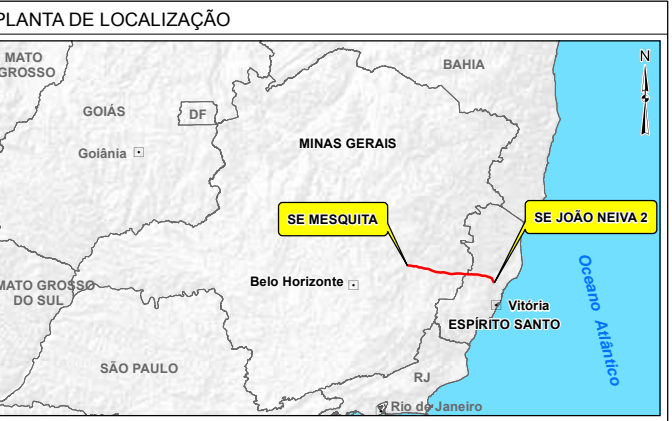 PLANTA DE LOCALIZAÇÃO
MATO
GROSSO
BAHIA
N
GOIÁS
DF
Goiânia
MINAS GERAIS
SE MESQUITA
SE JOÃO NEIVA 2
MATO GROSSO
DO SUL
Belo Horizonte
Oceano Atlântico
Vitória
ESPÍRITO SANTO
SÃO PAULO
RJ
Rio de Janeiro